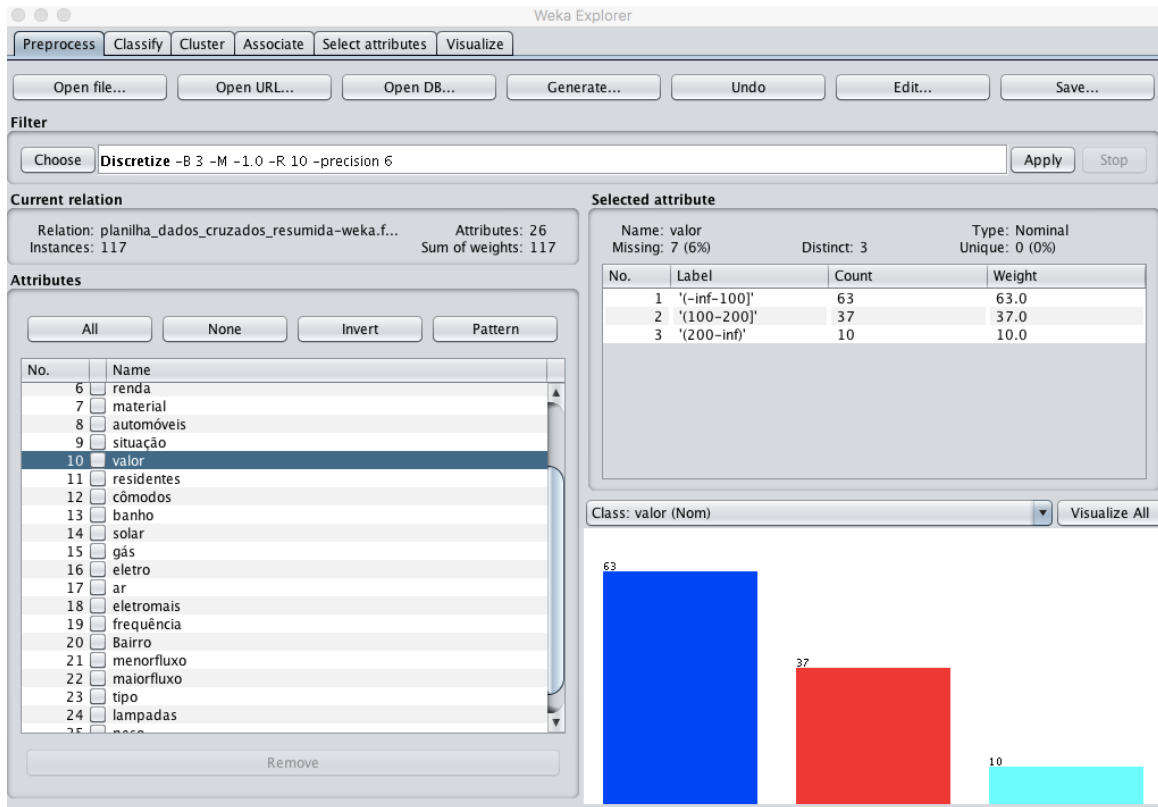 Weka Explorer
Preprocess Classify Cluster Associate Select attributes Visualize
Open file... Open URL... Open DB... Generate... Undo Edit... Save...
Filter
Choose Discretize -B 3 -M -1.0 -R 10 -precision 6 Apply Stop
Current relation
Relation: planilha_dados_cruzados_resumida-weka.f... Attributes: 26
Instances: 117 Sum of weights: 117
Attributes
All None Invert Pattern
No. Name
6 renda
7 material
8 automóveis
9 situação
10 valor
11 residentes
12 cômodos
13 banho
14 solar
15 gás
16 eletro
17 ar
18 eletromais
19 frequência
20 Bairro
21 menorfluxo
22 maiorfluxo
23 tipo
24 lampadas
Remove
Selected attribute
Name: valor Type: Nominal
Missing: 7 (6%) Distinct: 3 Unique: 0 (0%)
No. Label Count Weight
1 '(-inf-100]' 63 63.0
2 '(100-200]' 37 37.0
3 '(200-inf)' 10 10.0
Class: valor (Nom) Visualize All
63
37
10